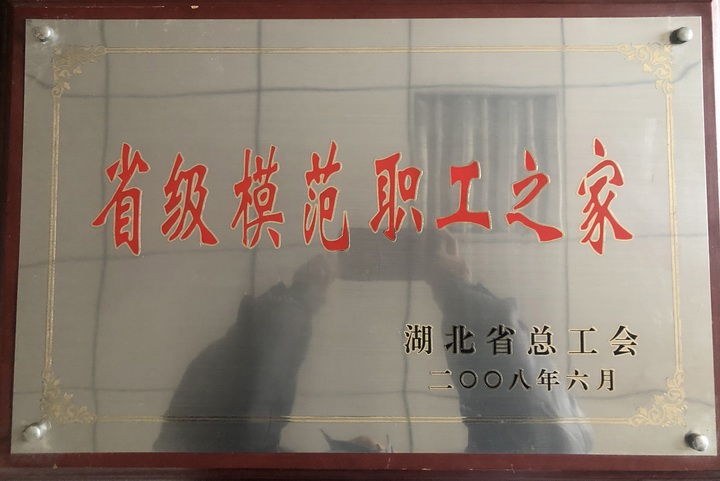 省级模范职工之家
湖北省总工会
二〇〇八年六月